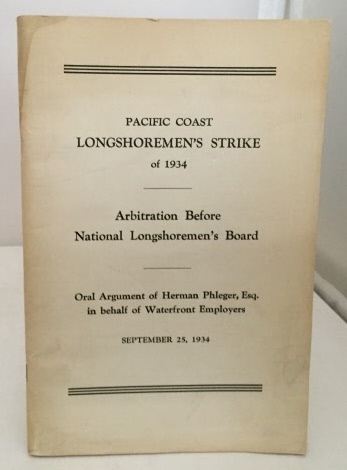 PACIFIC COAST
LONGSHOREMEN'S STRIKE
of 1934
Arbitration Before
National Longshoremen's Board
Oral Argument of Herman Phleger, Esq.
in behalf of Waterfront Employers
SEPTEMBER 25, 1934